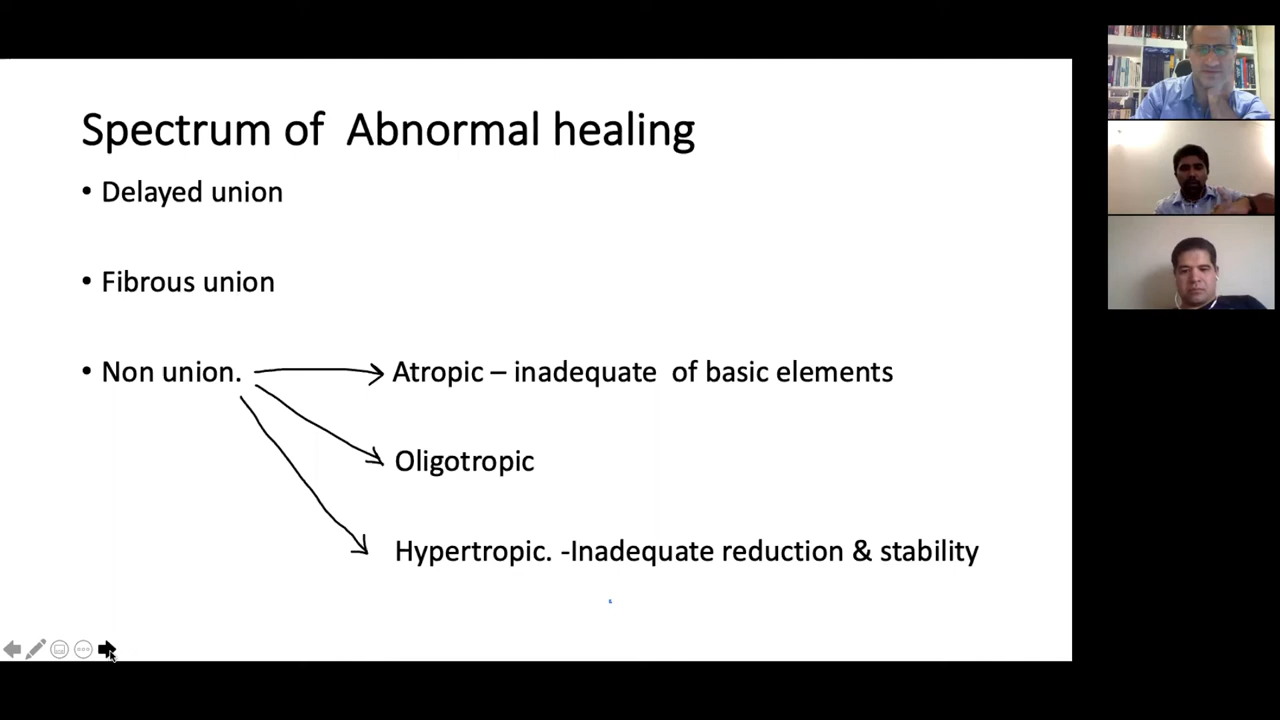 Spectrum of Abnormal healing
• Delayed union
• Fibrous union
• Non union.
Atropic – inadequate of basic elements
Oligotropic
Hypertropic. -Inadequate reduction & stability